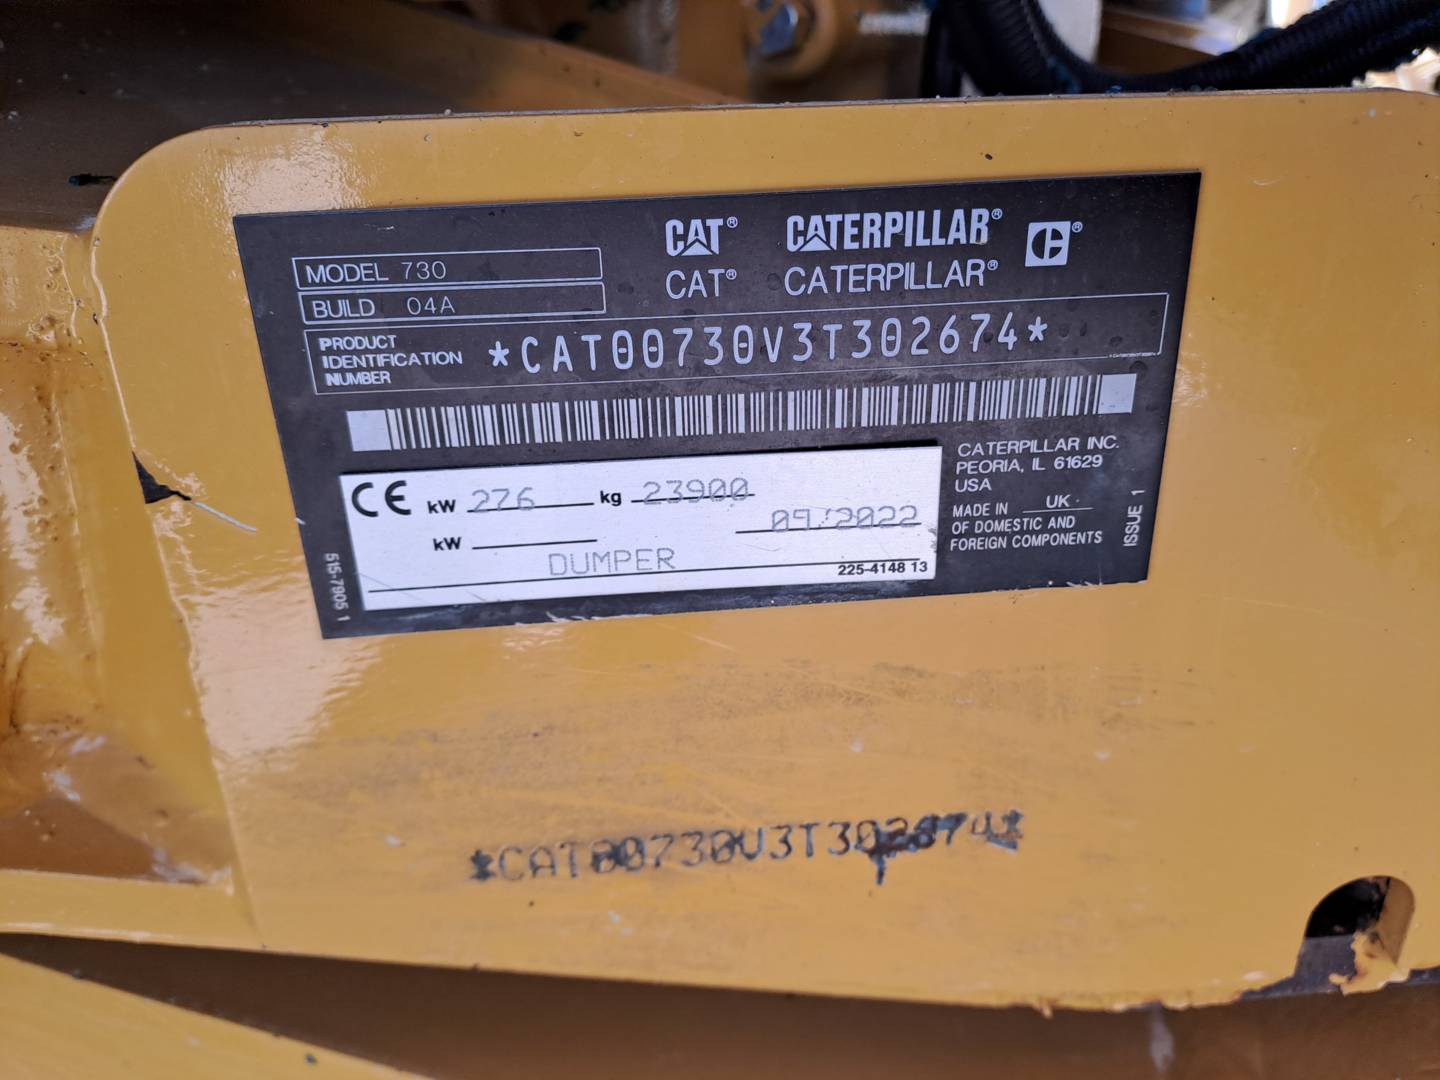 CAT® CATERPILLAR® C®
CAT® CATERPILLAR®
MODEL 730
BUILD 04A
PRODUCT IDENTIFICATION NUMBER *CAT00730V3T302674*
CE kW 276 kg 23900
09/2022
kW
DUMPER
225-4148 13
CATERPILLAR INC.
PEORIA, IL 61629
USA
MADE IN UK
OF DOMESTIC AND
FOREIGN COMPONENTS
ISSUE 1
515-7905 1
*CAT00730V3T302674*